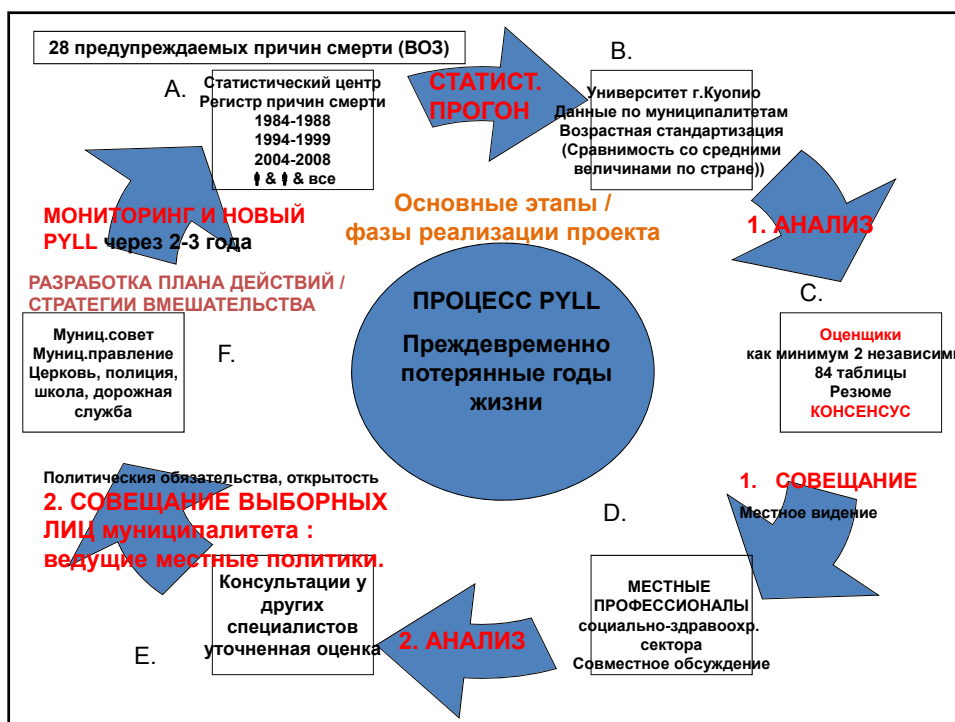 28 предупреждаемых причин смерти (ВОЗ)
A.
Статистический центр
Регистр причин смерти
1984-1988
1994-1999
2004-2008
& & все
СТАТИСТ.
ПРОГОН
B.
Университет г.Куопио
Данные по муниципалитетам
Возрастная стандартизация
(Сравнимость со средними
величинами по стране))
МОНИТОРИНГ И НОВЫЙ
PYLL через 2-3 года
Основные этапы /
фазы реализации проекта
1. АНАЛИЗ
РАЗРАБОТКА ПЛАНА ДЕЙСТВИЙ /
СТРАТЕГИИ ВМЕШАТЕЛЬСТВА
ПРОЦЕСС PYLL
Преждевременно
потерянные годы
жизни
C.
Оценщики
как минимум 2 независими
84 таблицы
Резюме
КОНСЕНСУС
Муниц.совет
Муниц.правление
Церковь, полиция,
школа, дорожная
служба
F.
Политическия обязательства, открытость
2. СОВЕЩАНИЕ ВЫБОРНЫХ
ЛИЦ муниципалитета :
ведущие местные политики.
1. СОВЕЩАНИЕ
Местное видение
D.
МЕСТНЫЕ
ПРОФЕССИОНАЛЫ
социально-здравоохр.
сектора
Совместное обсуждение
2. АНАЛИЗ
E.
Консультации у
других
специалистов
уточненная оценка